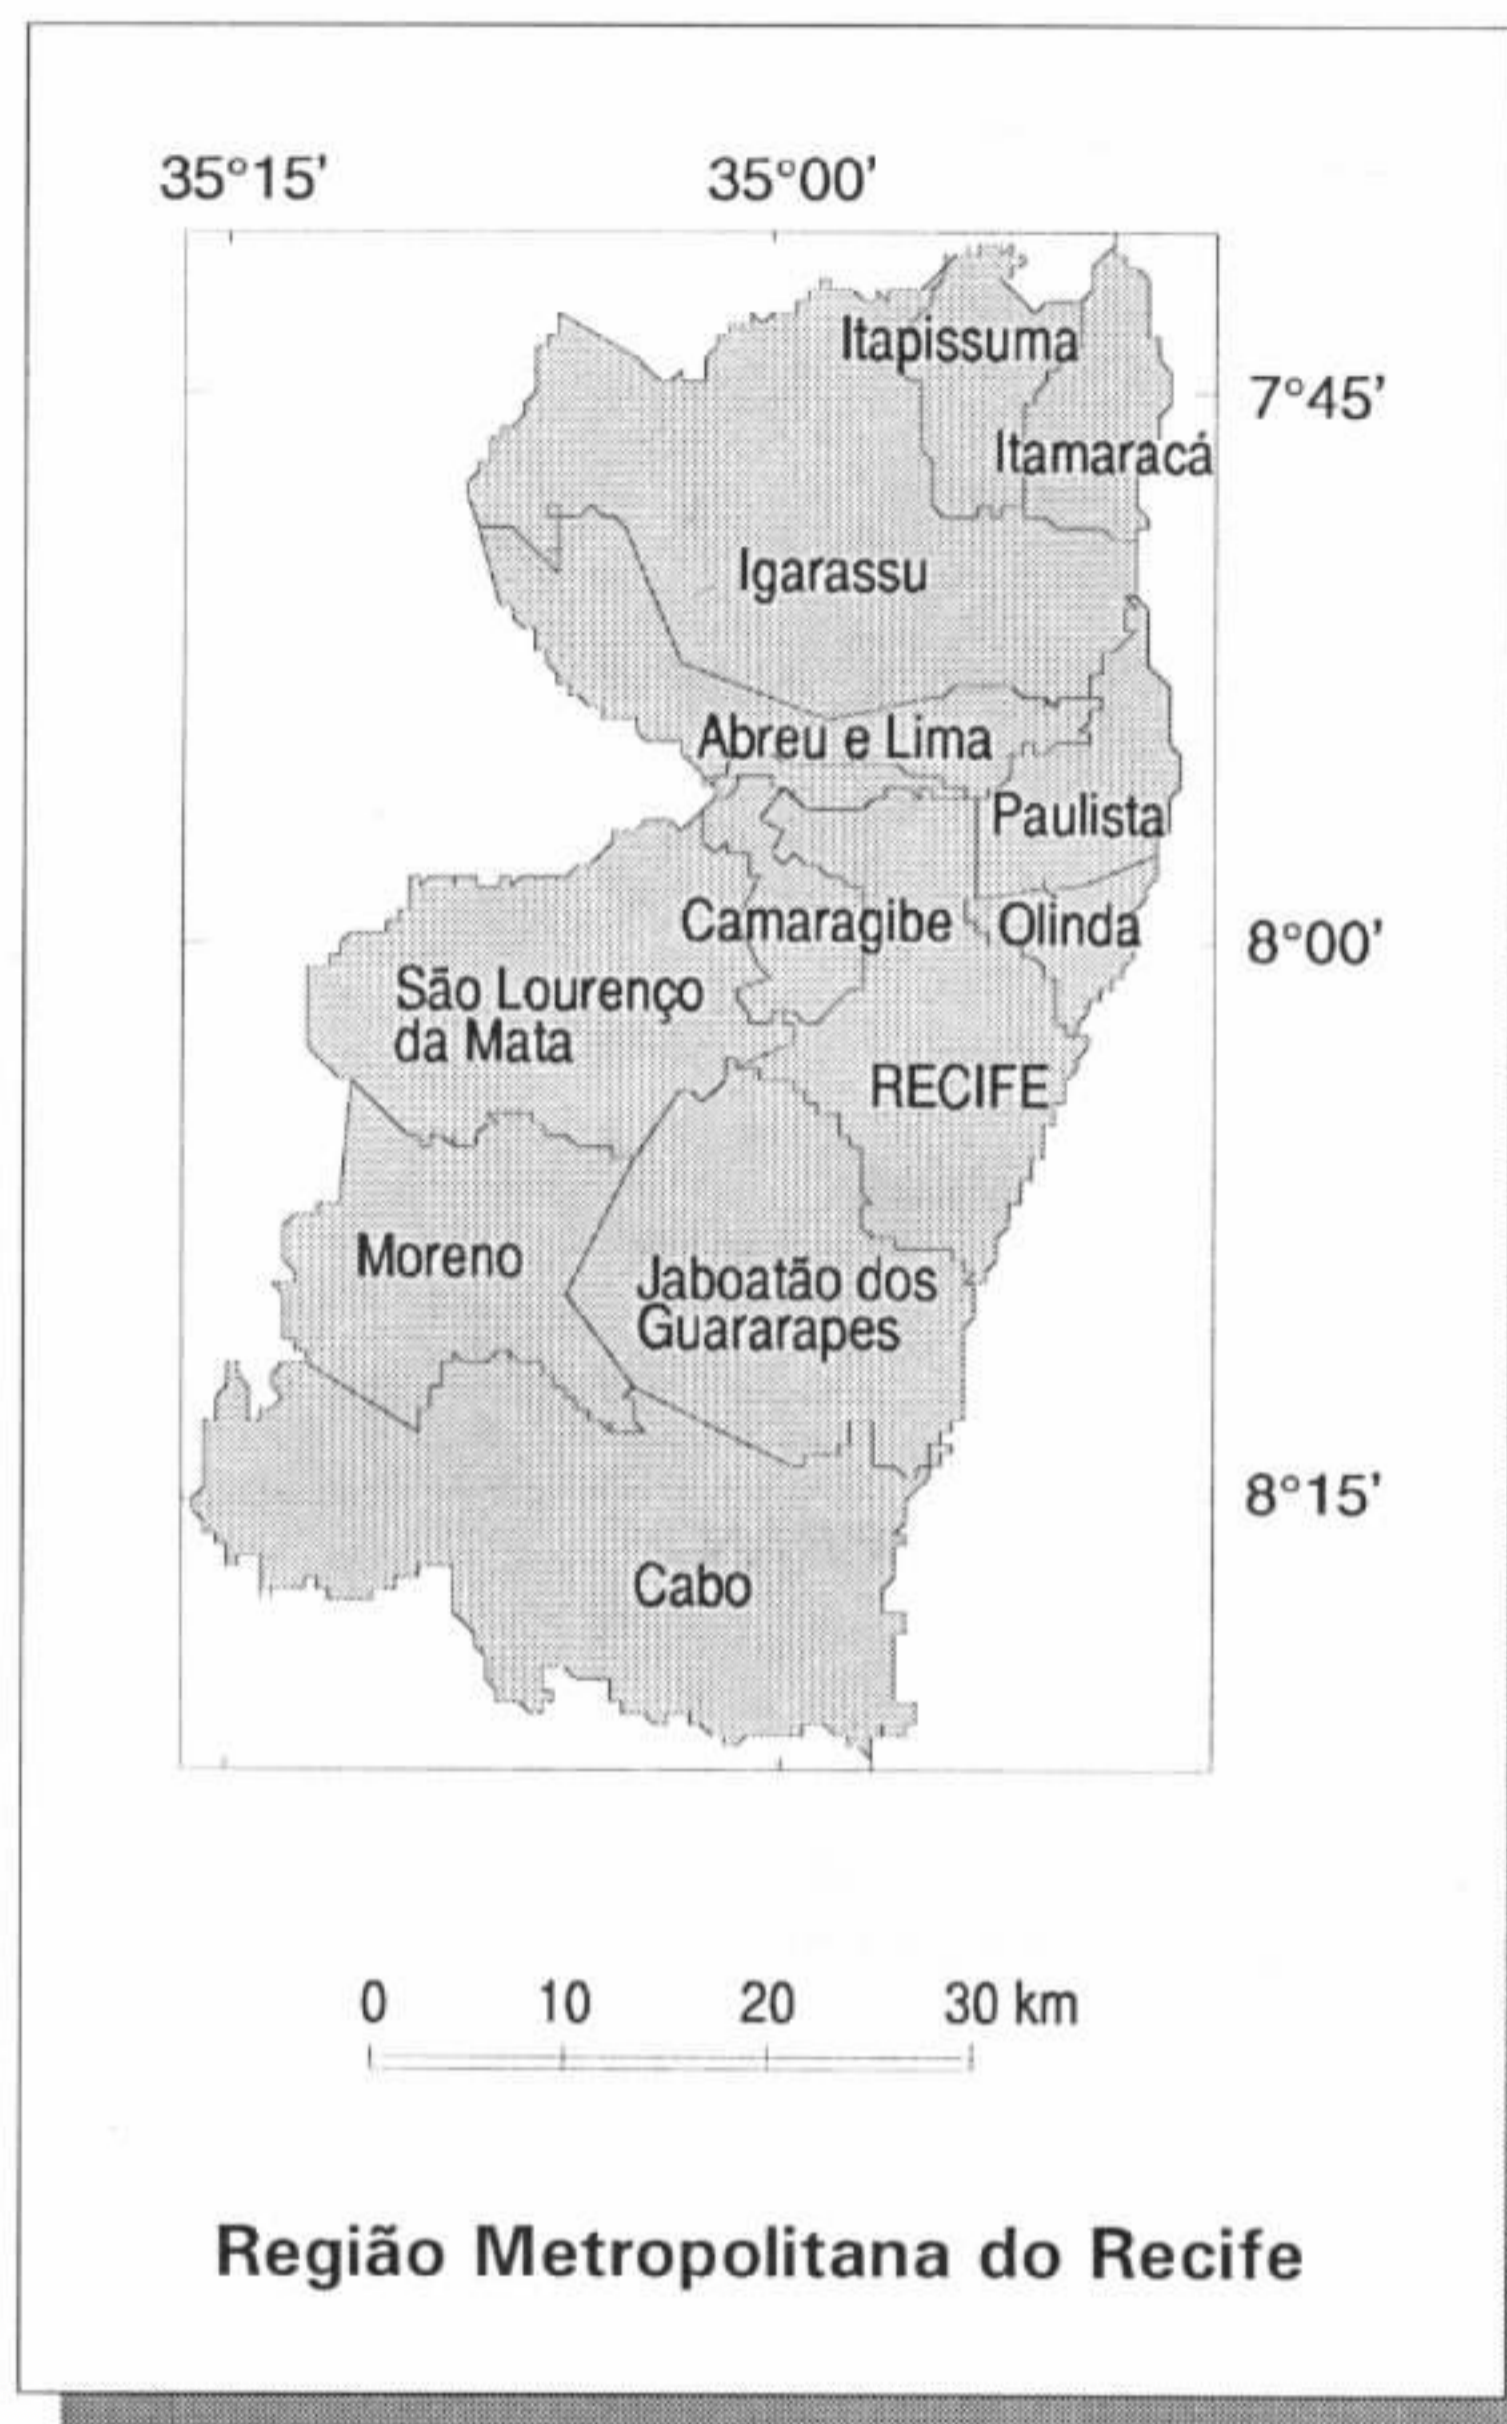 35°15' 35°00'
Itapissuma
7°45'
Itamaracá
Igarassu
Abreu e Lima
Paulista
Camaragibe Olinda
8°00'
São Lourenço
da Mata
RECIFE
Moreno
Jaboatão dos
Guararapes
8°15'
Cabo
0 10 20 30 km
Região Metropolitana do Recife